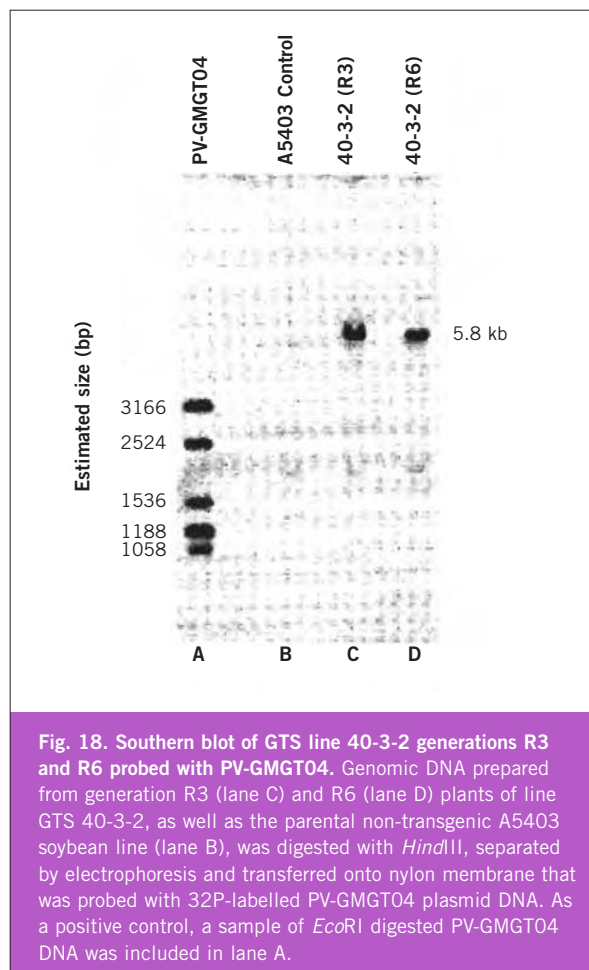 PV-GMGT04
A5403 Control
40-3-2 (R3)
40-3-2 (R6)
Estimated size (bp)
5.8 kb
3166
2524
1536
1188
1058
A B C D
Fig. 18. Southern blot of GTS line 40-3-2 generations R3
and R6 probed with PV-GMGT04. Genomic DNA prepared
from generation R3 (lane C) and R6 (lane D) plants of line
GTS 40-3-2, as well as the parental non-transgenic A5403
soybean line (lane B), was digested with HindIII, separated
by electrophoresis and transferred onto nylon membrane that
was probed with 32P-labelled PV-GMGT04 plasmid DNA. As
a positive control, a sample of EcoRI digested PV-GMGT04
DNA was included in lane A.